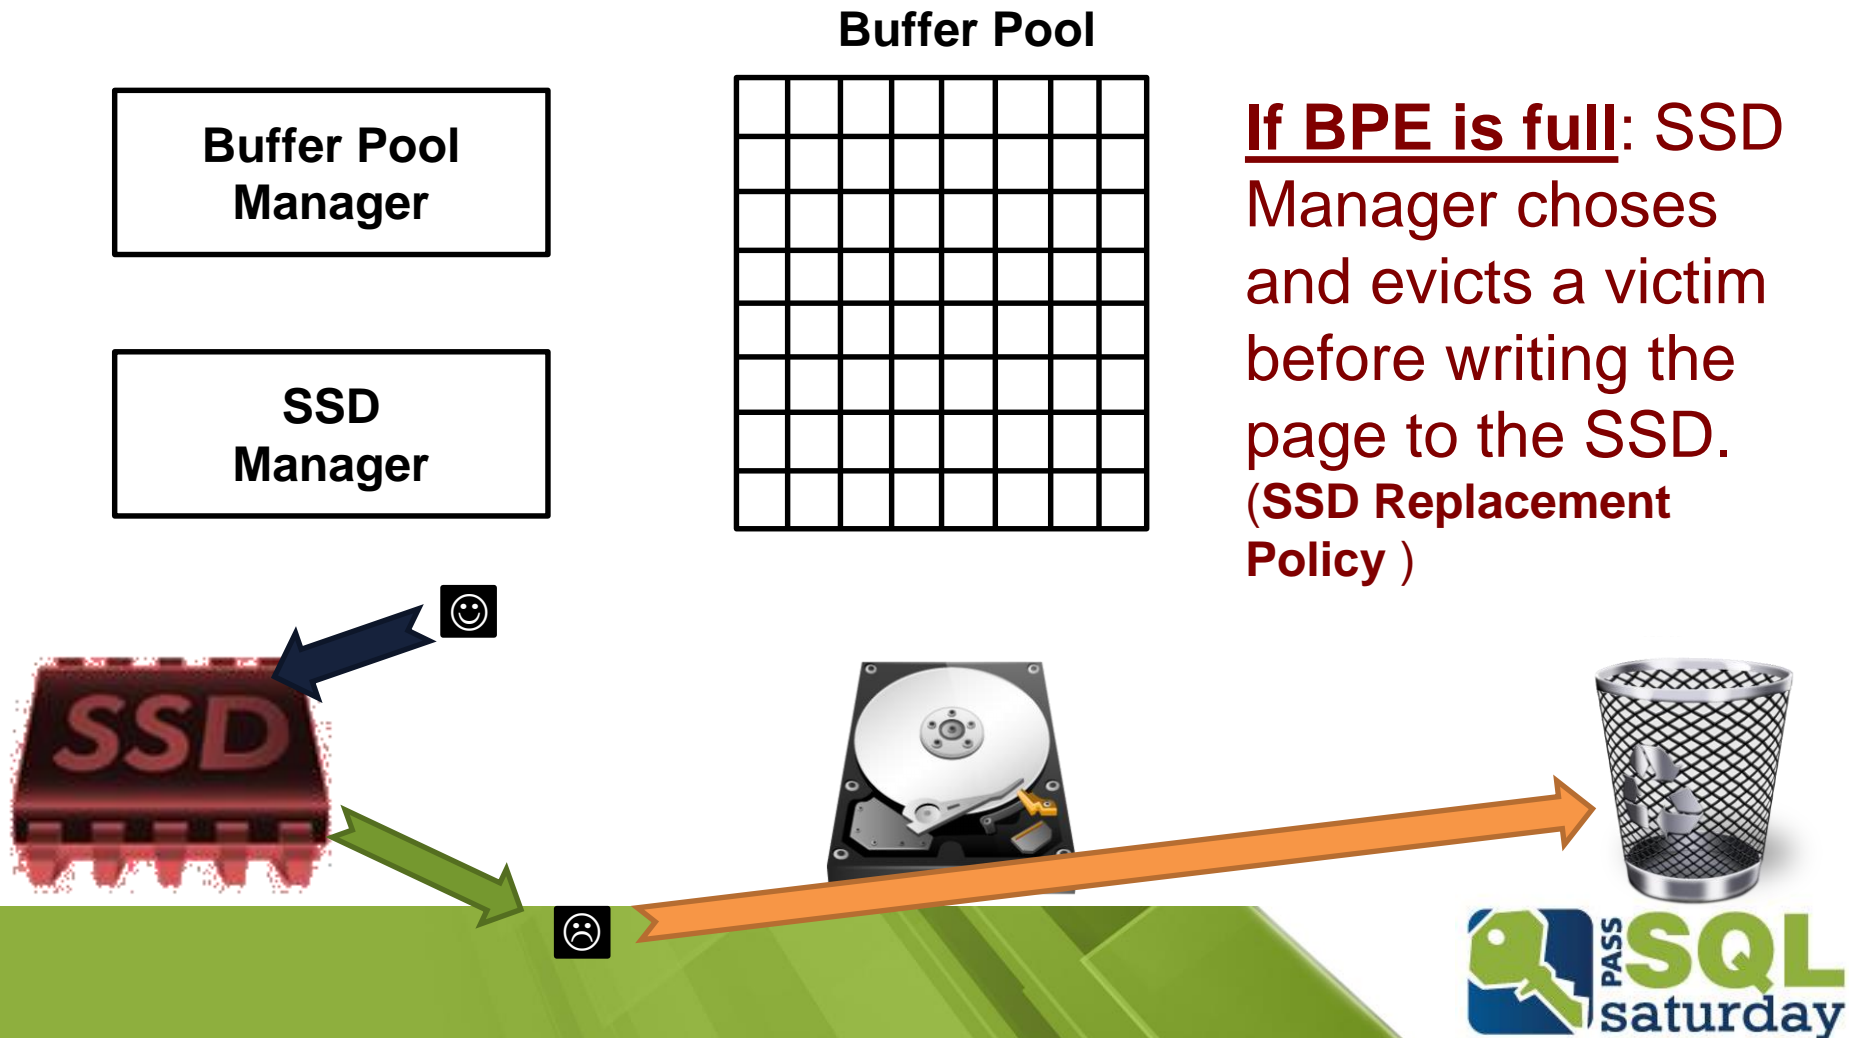 Buffer Pool
Buffer Pool
Manager
SSD
Manager
If BPE is full: SSD
Manager choses
and evicts a victim
before writing the
page to the SSD.
(SSD Replacement
Policy )
SSD
PASS
SQL
saturday